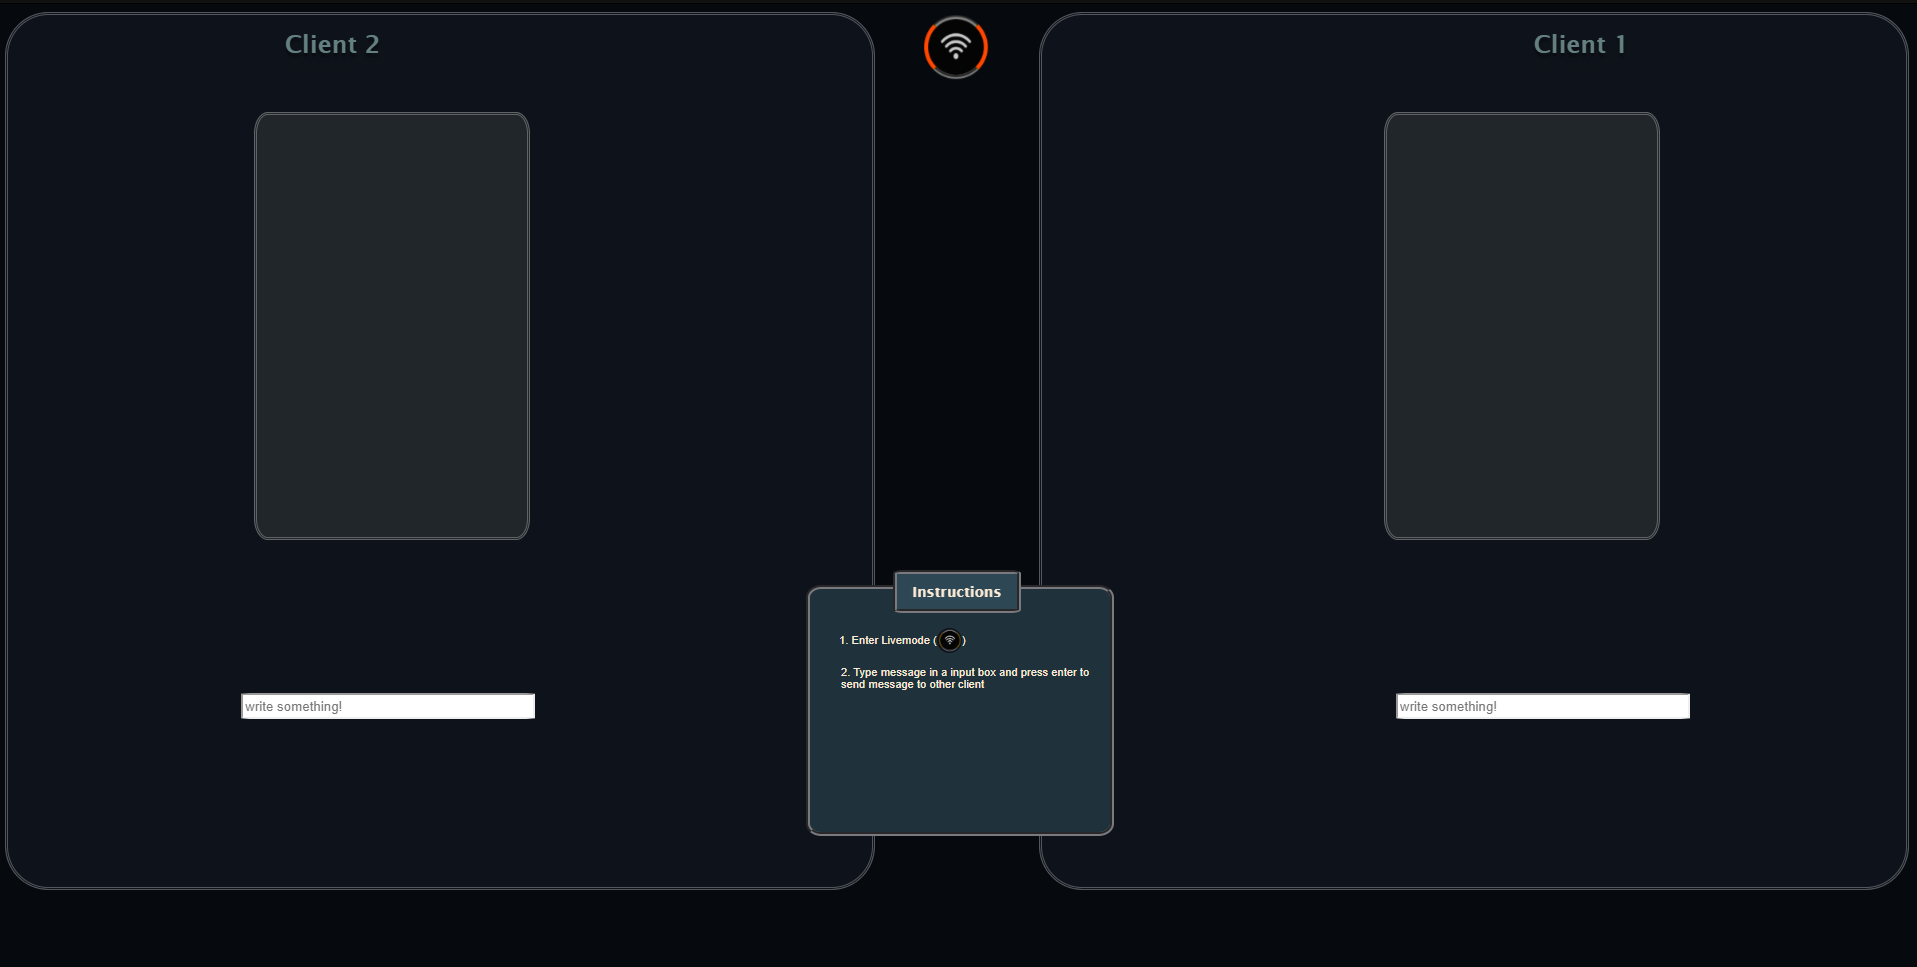 Client 2
Client 1
Instructions
1. Enter Livemode ( )
2. Type message in a input box and press enter to
send message to other client
write something!
write something!